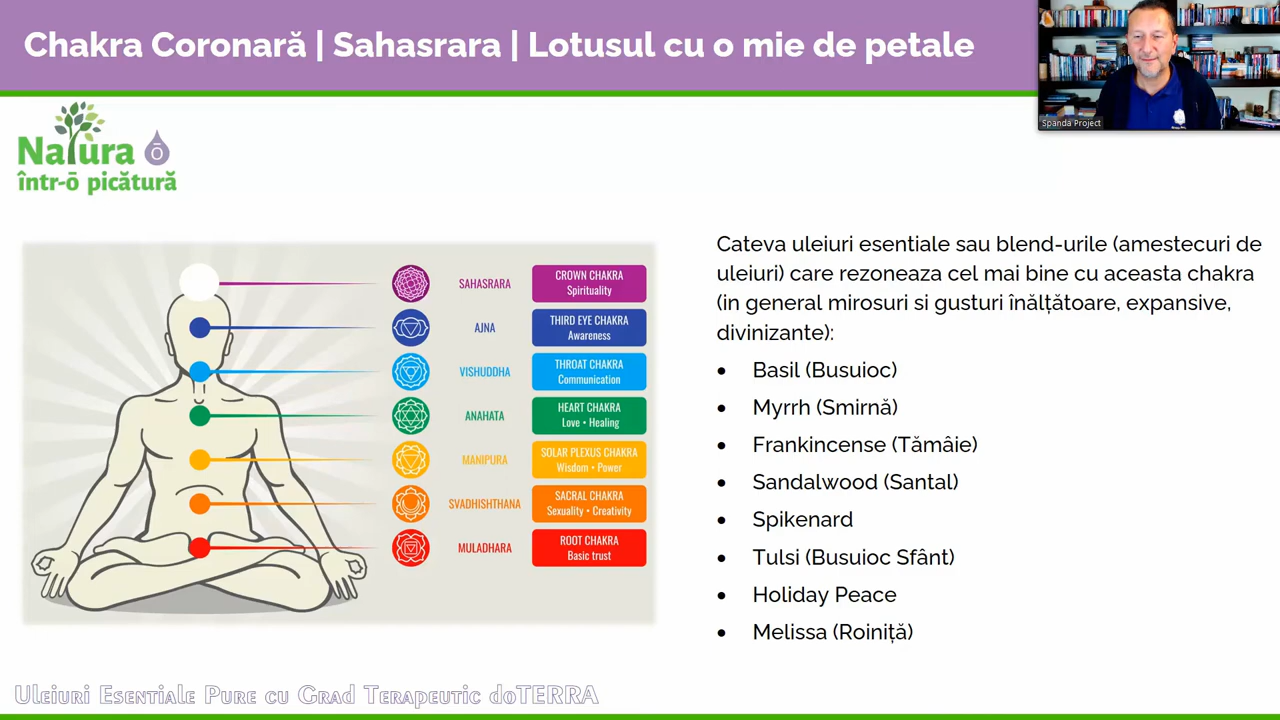 Chakra Coronară | Sahasrara | Lotusul cu o mie de petale
Spanda Project
Natura ō
într-ō picătură
SAHASRARA
CROWN CHAKRA
Spirituality
AJNA
THIRD EYE CHAKRA
Awareness
VISHUDDHA
THROAT CHAKRA
Communication
ANAHATA
HEART CHAKRA
Love • Healing
MANIPURA
SOLAR PLEXUS CHAKRA
Wisdom • Power
SVADHISHTHANA
SACRAL CHAKRA
Sexuality • Creativity
MULADHARA
ROOT CHAKRA
Basic trust
Cateva uleiuri esentiale sau blend-urile (amestecuri de
uleiuri) care rezoneaza cel mai bine cu aceasta chakra
(in general mirosuri si gusturi înălțătoare, expansive,
divinizante):
• Basil (Busuioc)
• Myrrh (Smirnă)
• Frankincense (Tămâie)
• Sandalwood (Santal)
• Spikenard
• Tulsi (Busuioc Sfânt)
• Holiday Peace
• Melissa (Roiniță)
Uleiuri Esentiale Pure cu Grad Terapeutic doTERRA